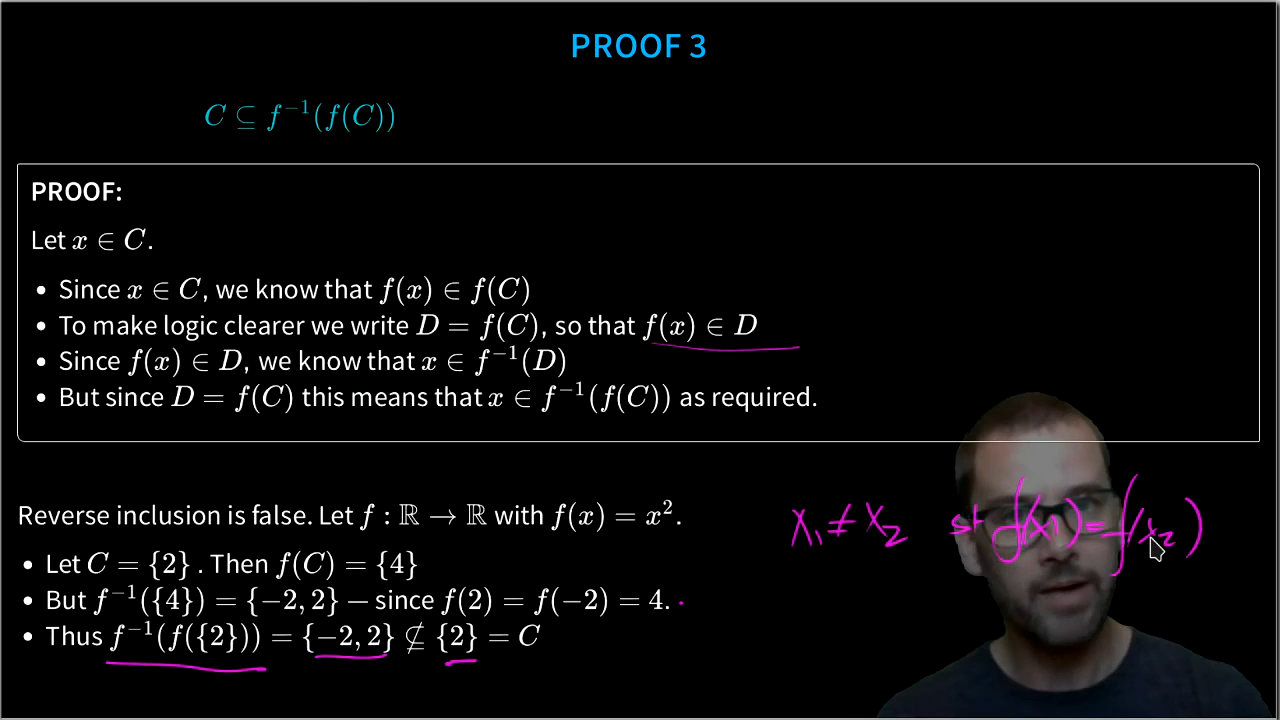 PROOF 3
C ⊆ f⁻¹(f(C))
PROOF:
Let x ∈ C.
• Since x ∈ C, we know that f(x) ∈ f(C)
• To make logic clearer we write D = f(C), so that f(x) ∈ D
• Since f(x) ∈ D, we know that x ∈ f⁻¹(D)
• But since D = f(C) this means that x ∈ f⁻¹(f(C)) as required.
Reverse inclusion is false. Let f : ℝ → ℝ with f(x) = x².
x₁ ≠ x₂ st f(x₁) = f(x₂)
• Let C = {2} . Then f(C) = {4}
• But f⁻¹({4}) = {−2, 2} − since f(2) = f(−2) = 4.
• Thus f⁻¹(f({2})) = {−2, 2} ⊈ {2} = C